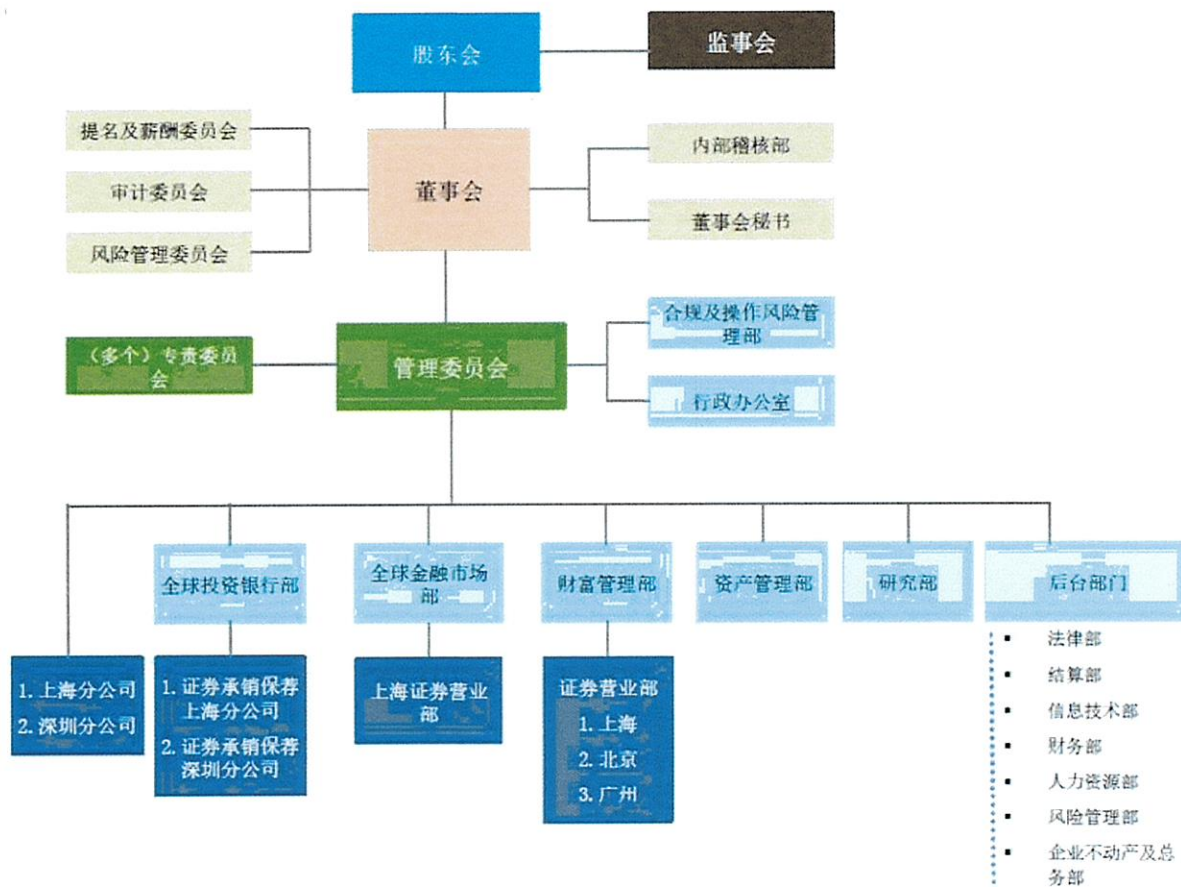 股东会
监事会
提名及薪酬委员会
审计委员会
风险管理委员会
董事会
内部稽核部
董事会秘书
(多个)专责委员
会
管理委员会
合规及操作风险管
理部
行政办公室
全球投资银行部
全球金融市场
部
财富管理部
资产管理部
研究部
后台部门
1. 上海分公司
2. 深圳分公司
1. 证券承销保荐
上海分公司
2. 证券承销保荐
深圳分公司
上海证券营业
部
证券营业部
1. 上海
2. 北京
3. 广州
▪ 法律部
▪ 结算部
▪ 信息技术部
▪ 财务部
▪ 人力资源部
▪ 风险管理部
▪ 企业不动产及总
务部